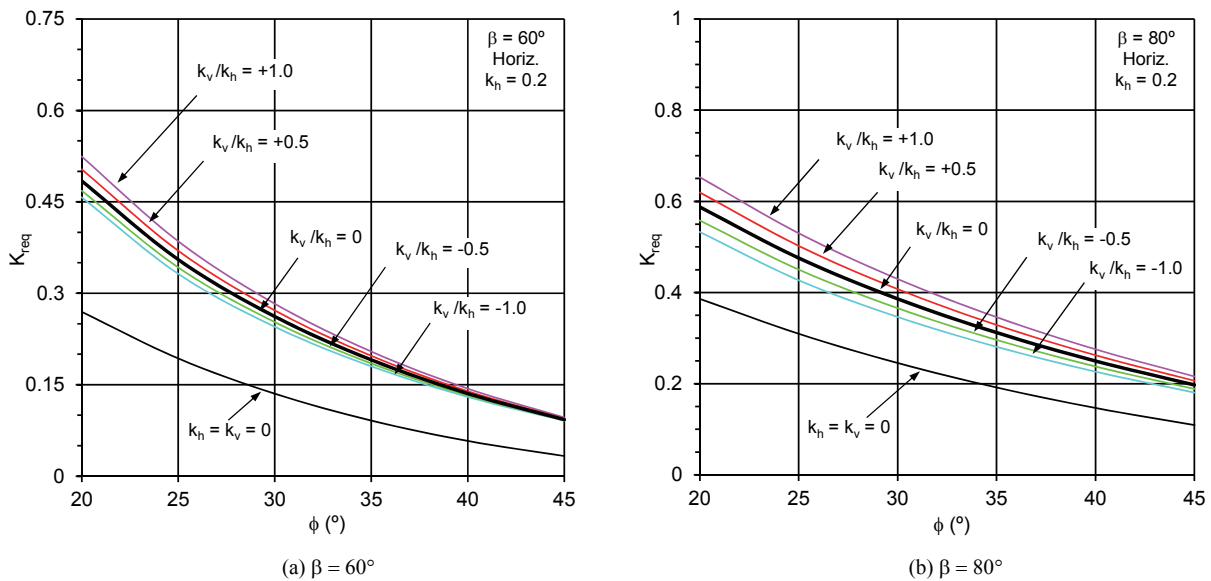 0.75
0.6
0.45
0.3
0.15
0
K_req
20
25
30
35
40
45
ϕ (º)
β = 60º
Horiz.
k_h = 0.2
k_v/k_h = +1.0
k_v/k_h = +0.5
k_v/k_h = 0
k_v/k_h = -0.5
k_v/k_h = -1.0
k_h = k_v = 0
(a) β = 60°
1
0.8
0.6
0.4
0.2
0
K_req
20
25
30
35
40
45
ϕ (º)
β = 80º
Horiz.
k_h = 0.2
k_v/k_h = +1.0
k_v/k_h = +0.5
k_v/k_h = 0
k_v/k_h = -0.5
k_v/k_h = -1.0
k_h = k_v = 0
(b) β = 80°